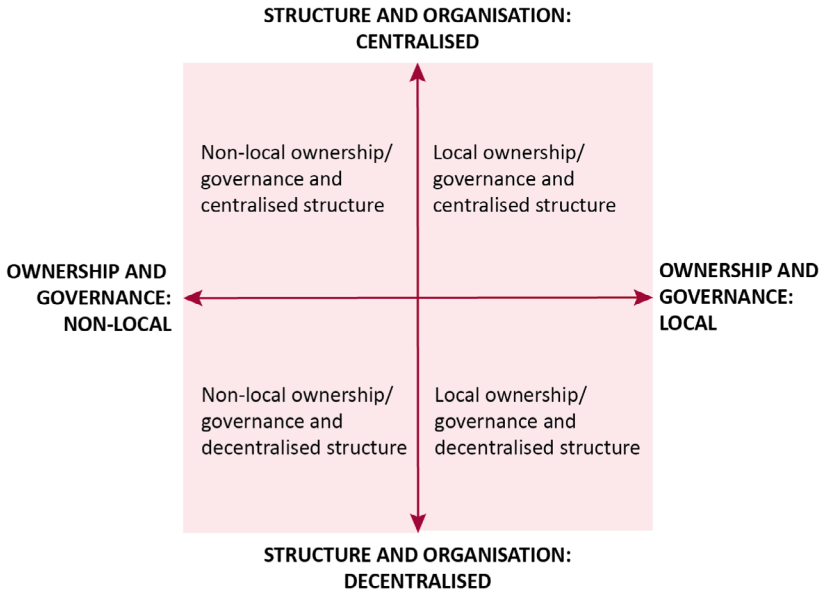 STRUCTURE AND ORGANISATION:
CENTRALISED
Non-local ownership/
governance and
centralised structure
Local ownership/
governance and
centralised structure
OWNERSHIP AND
GOVERNANCE:
NON-LOCAL
OWNERSHIP AND
GOVERNANCE:
LOCAL
Non-local ownership/
governance and
decentralised structure
Local ownership/
governance and
decentralised structure
STRUCTURE AND ORGANISATION:
DECENTRALISED